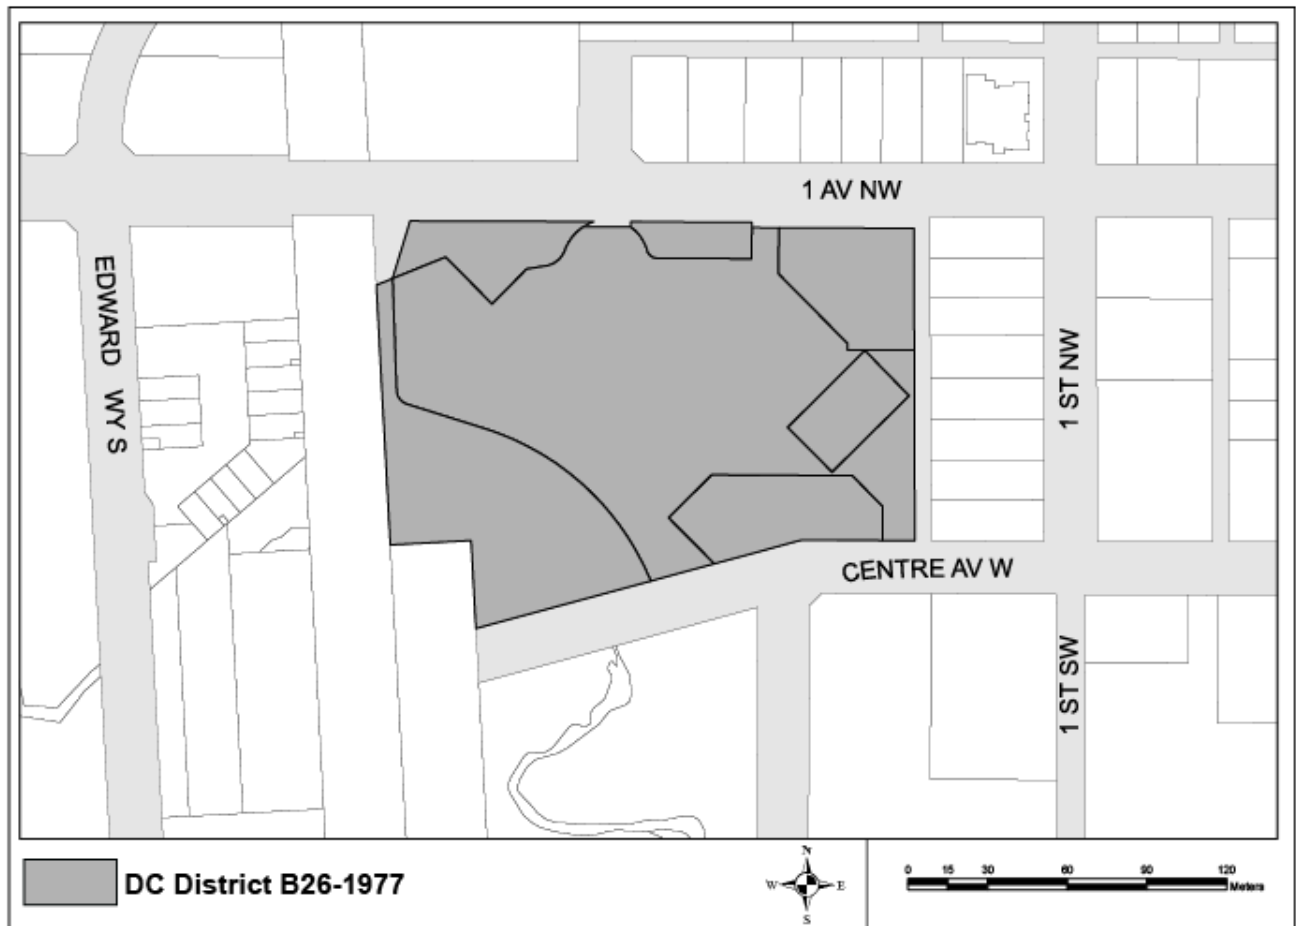 1 AV NW
EDWARD WY S
1 ST NW
CENTRE AV W
1 ST SW
DC District B26-1977
N
W E
S
0 15 30 60 90 120
Meters